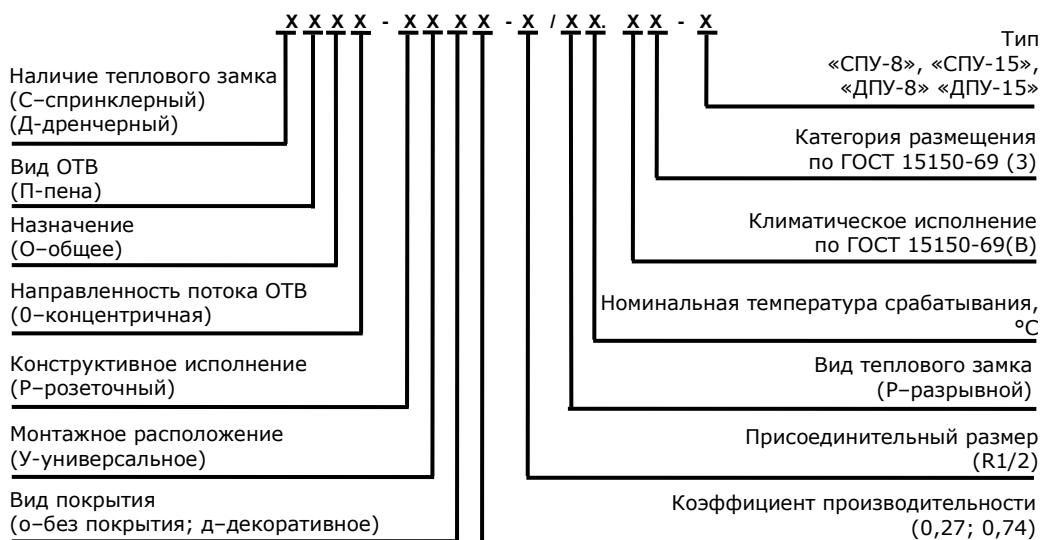 Х Х Х Х - Х Х Х Х - Х / Х Х. Х Х - Х
Наличие теплового замка
(С–спринклерный)
(Д-дренчерный)
Вид ОТВ
(П-пена)
Назначение
(О–общее)
Направленность потока ОТВ
(0–концентричная)
Конструктивное исполнение
(Р–розеточный)
Монтажное расположение
(У-универсальное)
Вид покрытия
(о–без покрытия; д–декоративное)
Тип
«СПУ-8», «СПУ-15»,
«ДПУ-8» «ДПУ-15»
Категория размещения
по ГОСТ 15150-69 (3)
Климатическое исполнение
по ГОСТ 15150-69(В)
Номинальная температура срабатывания,
°С
Вид теплового замка
(Р–разрывной)
Присоединительный размер
(R1/2)
Коэффициент производительности
(0,27; 0,74)